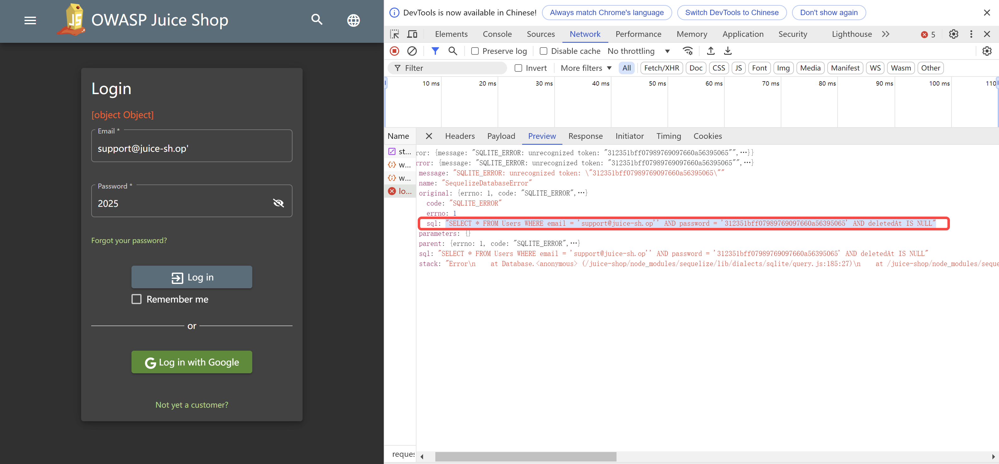 OWASP Juice Shop
Login
[object Object]
Email *
support@juice-sh.op'
Password *
2025
Forgot your password?
Log in
Remember me
or
Log in with Google
Not yet a customer?
DevTools is now available in Chinese! Always match Chrome's language Switch DevTools to Chinese Don't show again
Elements Console Sources Network Performance Memory Application Security Lighthouse 5
Preserve log Disable cache No throttling
Filter Invert More filters All Fetch/XHR Doc CSS JS Font Img Media Manifest WS Wasm Other
10 ms 20 ms 30 ms 40 ms 50 ms 60 ms 70 ms 80 ms 90 ms 100 ms 110
Name Headers Payload Preview Response Initiator Timing Cookies
st...
w...
w...
lo...
reques
ror: {message: "SQLITE_ERROR: unrecognized token: "312351bff07989769097660a56395065"",…}}
rror: {message: "SQLITE_ERROR: unrecognized token: "312351bff07989769097660a56395065"",…}
message: "SQLITE_ERROR: unrecognized token: \"312351bff07989769097660a56395065\""
name: "SequelizeDatabaseError"
original: {errno: 1, code: "SQLITE_ERROR",…}
code: "SQLITE_ERROR"
errno: 1
sql: "SELECT * FROM Users WHERE email = 'support@juice-sh.op'' AND password = '312351bff07989769097660a56395065' AND deletedAt IS NULL"
parameters: {}
parent: {errno: 1, code: "SQLITE_ERROR",…}
sql: "SELECT * FROM Users WHERE email = 'support@juice-sh.op'' AND password = '312351bff07989769097660a56395065' AND deletedAt IS NULL"
stack: "Error\n    at Database.<anonymous> (/juice-shop/node_modules/sequelize/lib/dialects/sqlite/query.js:185:27)\n    at /juice-shop/node_modules/seque